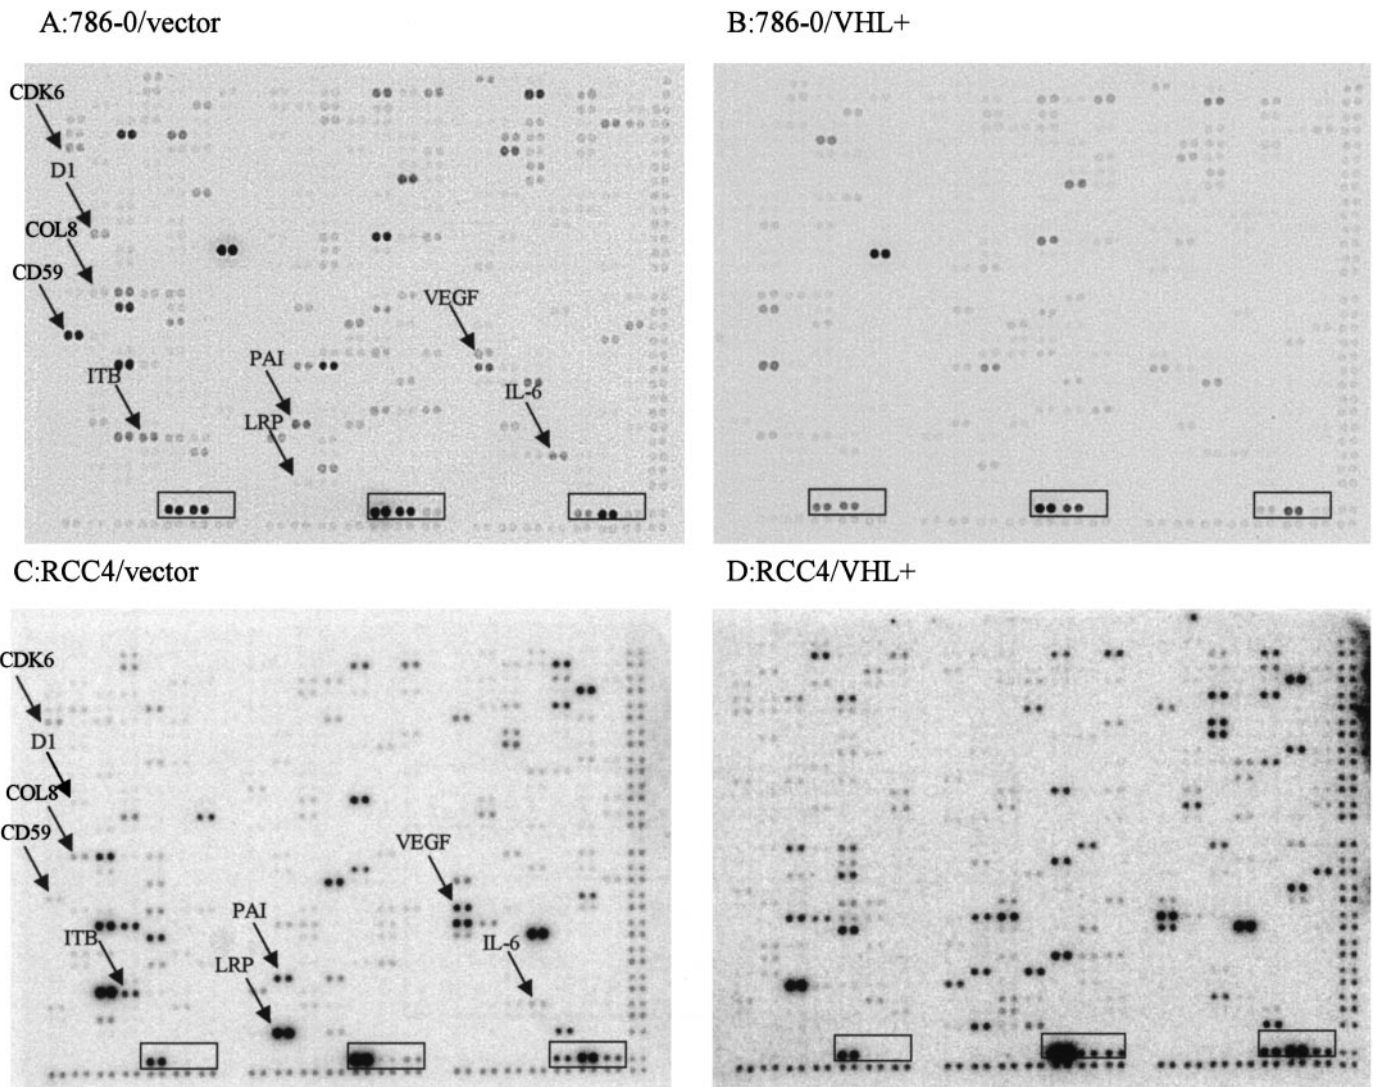 A:786-0/vector
B:786-0/VHL+
CDK6
D1
COL8
CD59
VEGF
PAI
ITB
IL-6
LRP
C:RCC4/vector
D:RCC4/VHL+
CDK6
D1
COL8
CD59
VEGF
PAI
ITB
IL-6
LRP